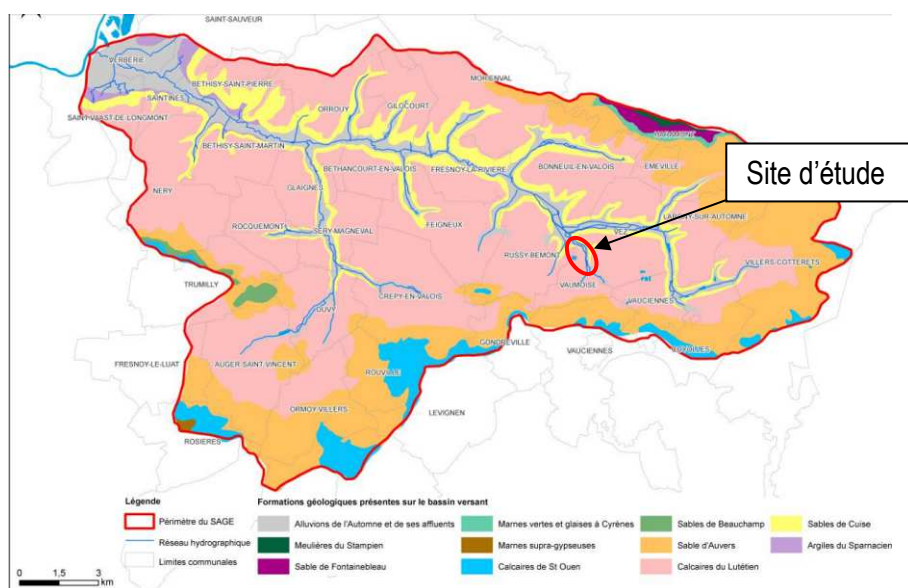 SAINT-SAUVEUR
VERBERIE
BETHISY-SAINT-PIERRE
MORIENVAL
SAINTINES
ORROUY
GILOCOURT
SAINT-VAAST-DE-LONGMONT
BETHISY-SAINT-MARTIN
BETHANCOURT-EN-VALOIS
FRESNOY-LA-RIVIERE
BONNEUIL-EN-VALOIS
EMEVILLE
Site d'étude
NERY
GLAIGNES
ROCQUEMONT
SERY-MAGNEVAL
FEIGNEUX
LARGNY-SUR-AUTOMNE
VEZ
RUSSY-BEMONT
VILLERS-COTTERETS
TRUMILLY
VAUMOISE
CREPY-EN-VALOIS
VAUCIENNES
DUVY
GONDREVILLE
VAUCIENNES
FRESNOY-LE-LUAT
AUGER-SAINT-VINCENT
ROUVILLE
LEVIGNEN
ORMOY-VILLERS
ROSIERES
Légende
Périmètre du SAGE
Réseau hydrographique
Limites communales
0 1,5 3
km
Formations géologiques présentes sur le bassin versant
Alluvions de l'Automne et de ses affluents
Marnes vertes et glaises à Cyrènes
Sables de Beauchamp
Sables de Cuise
Meulières du Stampien
Marnes supra-gypseuses
Sable d'Auvers
Argiles du Sparnacien
Sable de Fontainebleau
Calcaires de St Ouen
Calcaires du Lutétien